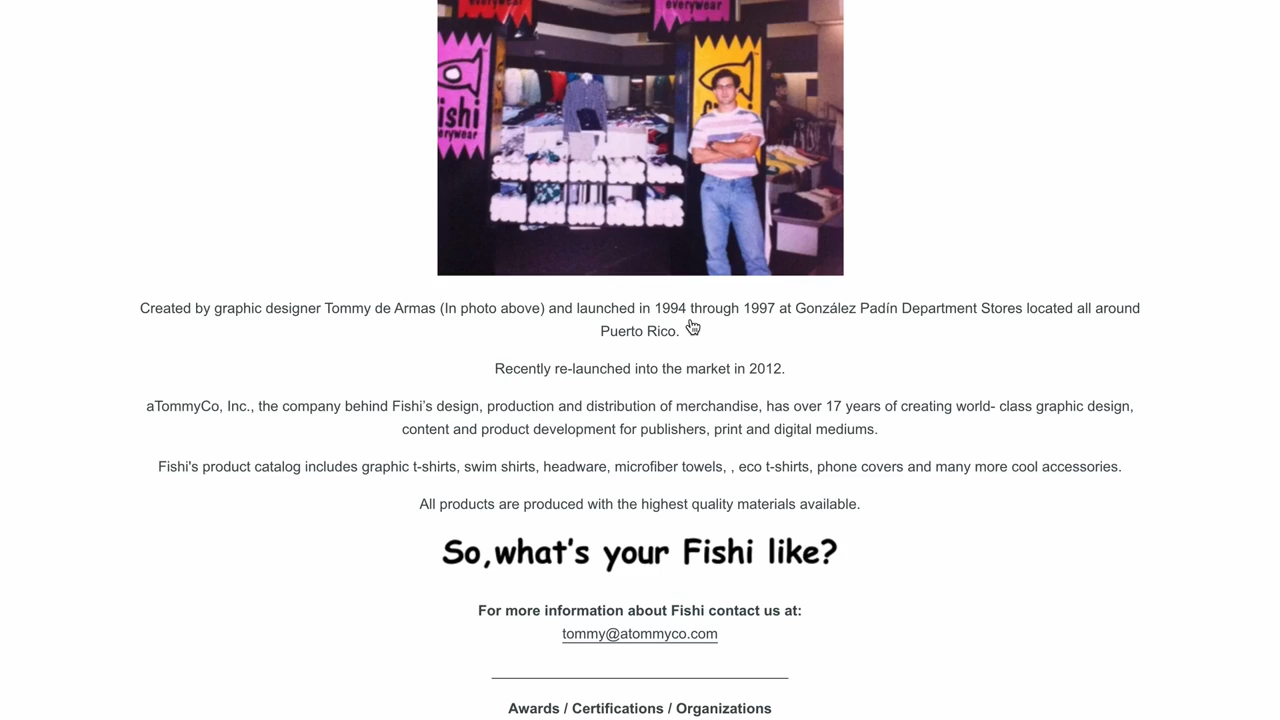 everywear
everywear
fishi
everywear
Created by graphic designer Tommy de Armas (In photo above) and launched in 1994 through 1997 at González Padín Department Stores located all around
Puerto Rico.
Recently re-launched into the market in 2012.
aTommyCo, Inc., the company behind Fishi’s design, production and distribution of merchandise, has over 17 years of creating world- class graphic design,
content and product development for publishers, print and digital mediums.
Fishi's product catalog includes graphic t-shirts, swim shirts, headware, microfiber towels, , eco t-shirts, phone covers and many more cool accessories.
All products are produced with the highest quality materials available.
So,what's your Fishi like?
For more information about Fishi contact us at:
tommy@atommyco.com
Awards / Certifications / Organizations